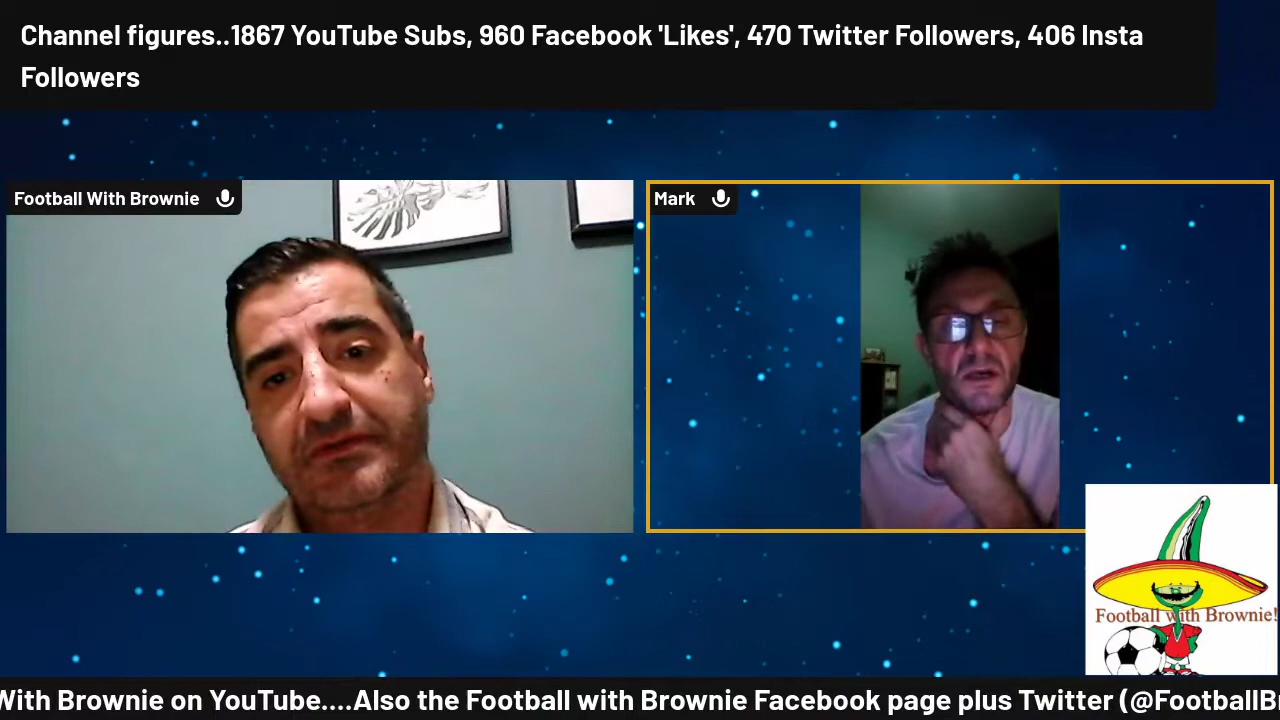 Channel figures..1867 YouTube Subs, 960 Facebook 'Likes', 470 Twitter Followers, 406 Insta
Followers
Football With Brownie
Mark
Football with Brownie!
With Brownie on YouTube....Also the Football with Brownie Facebook page plus Twitter (@FootballB